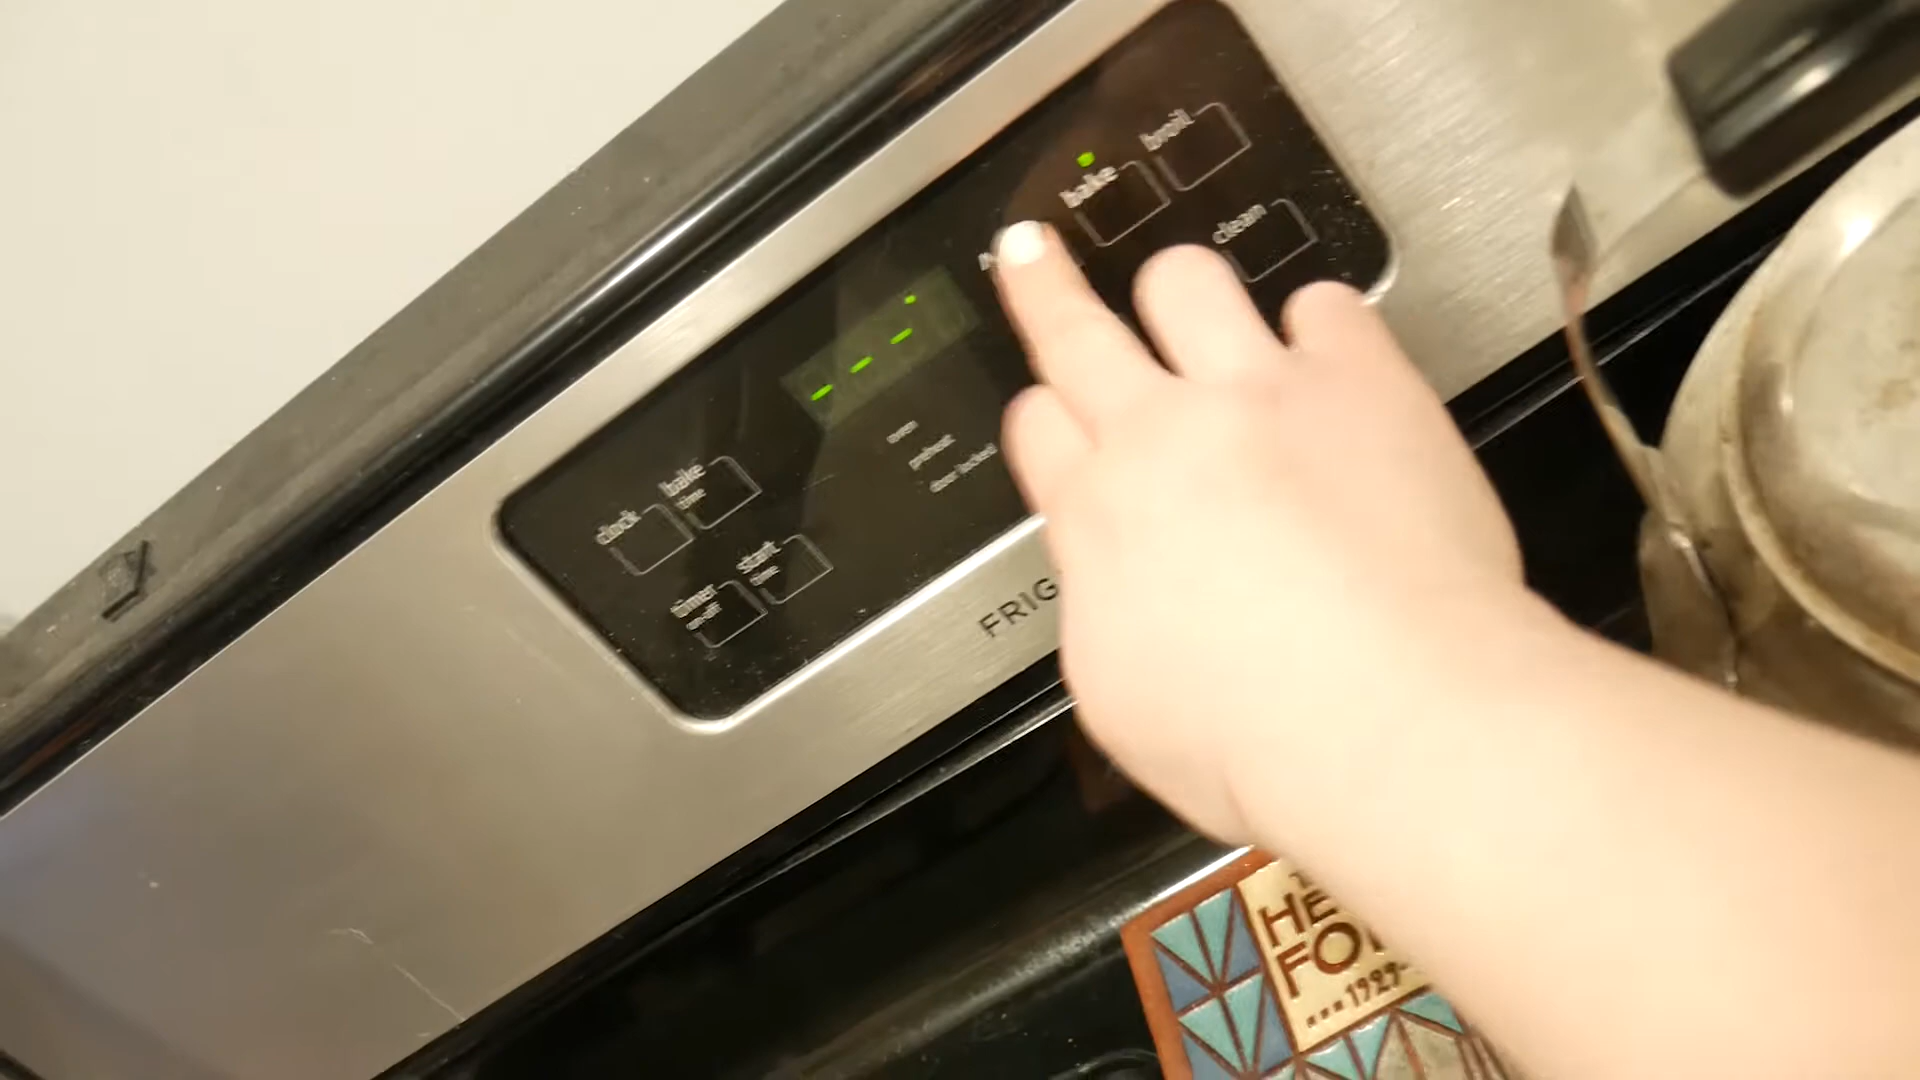 broil
bake
clean
bake
time
clock
start
time
timer
on-off
oven
preheat
door locked
FRIG
HE
FO
1929-